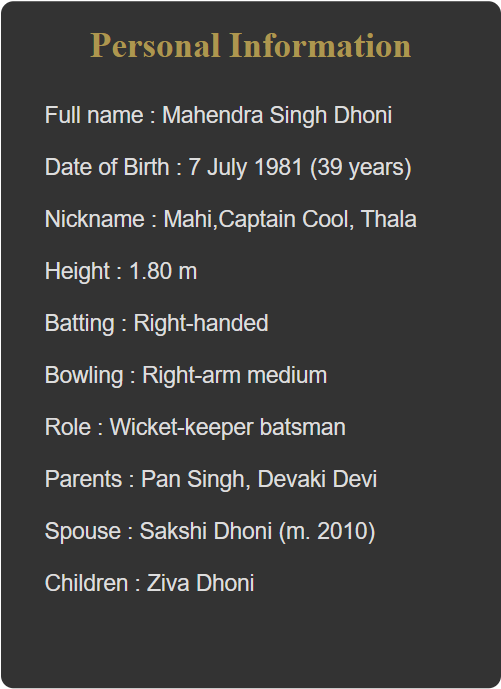 Personal Information
Full name : Mahendra Singh Dhoni
Date of Birth : 7 July 1981 (39 years)
Nickname : Mahi,Captain Cool, Thala
Height : 1.80 m
Batting : Right-handed
Bowling : Right-arm medium
Role : Wicket-keeper batsman
Parents : Pan Singh, Devaki Devi
Spouse : Sakshi Dhoni (m. 2010)
Children : Ziva Dhoni